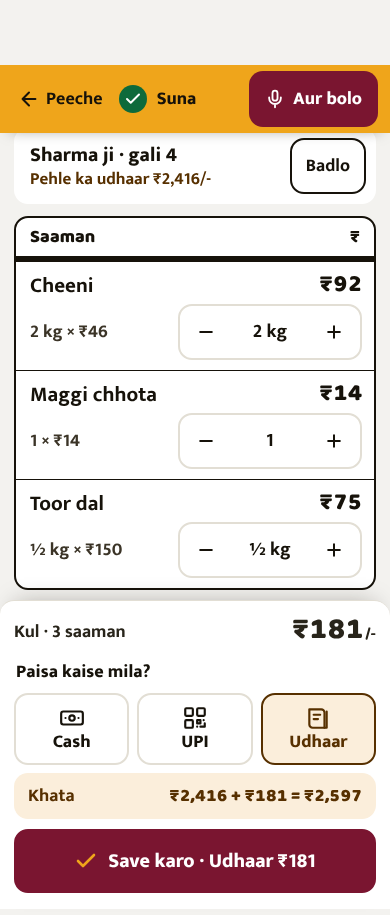 Peeche
Suna
Aur bolo
Sharma ji · gali 4
Pehle ka udhaar ₹2,416/-
Badlo
Saaman ₹
Cheeni ₹92
2 kg × ₹46 − 2 kg +
Maggi chhota ₹14
1 × ₹14 − 1 +
Toor dal ₹75
½ kg × ₹150 − ½ kg +
Kul · 3 saaman ₹181/-
Paisa kaise mila?
Cash
UPI
Udhaar
Khata ₹2,416 + ₹181 = ₹2,597
Save karo · Udhaar ₹181